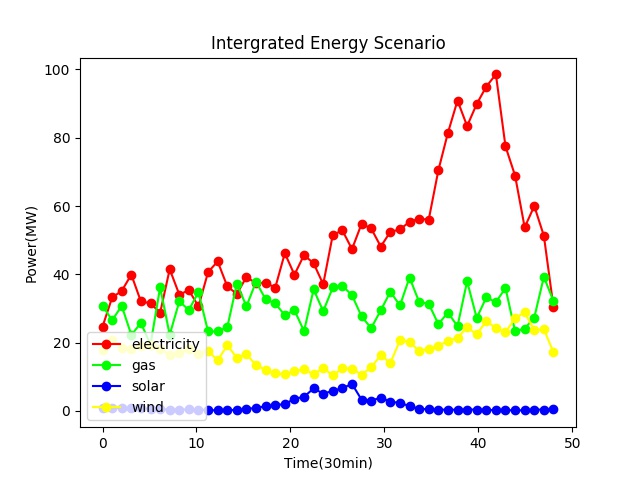 Intergrated Energy Scenario
Power(MW)
100
80
60
40
20
0
electricity
gas
solar
wind
0 10 20 30 40 50
Time(30min)